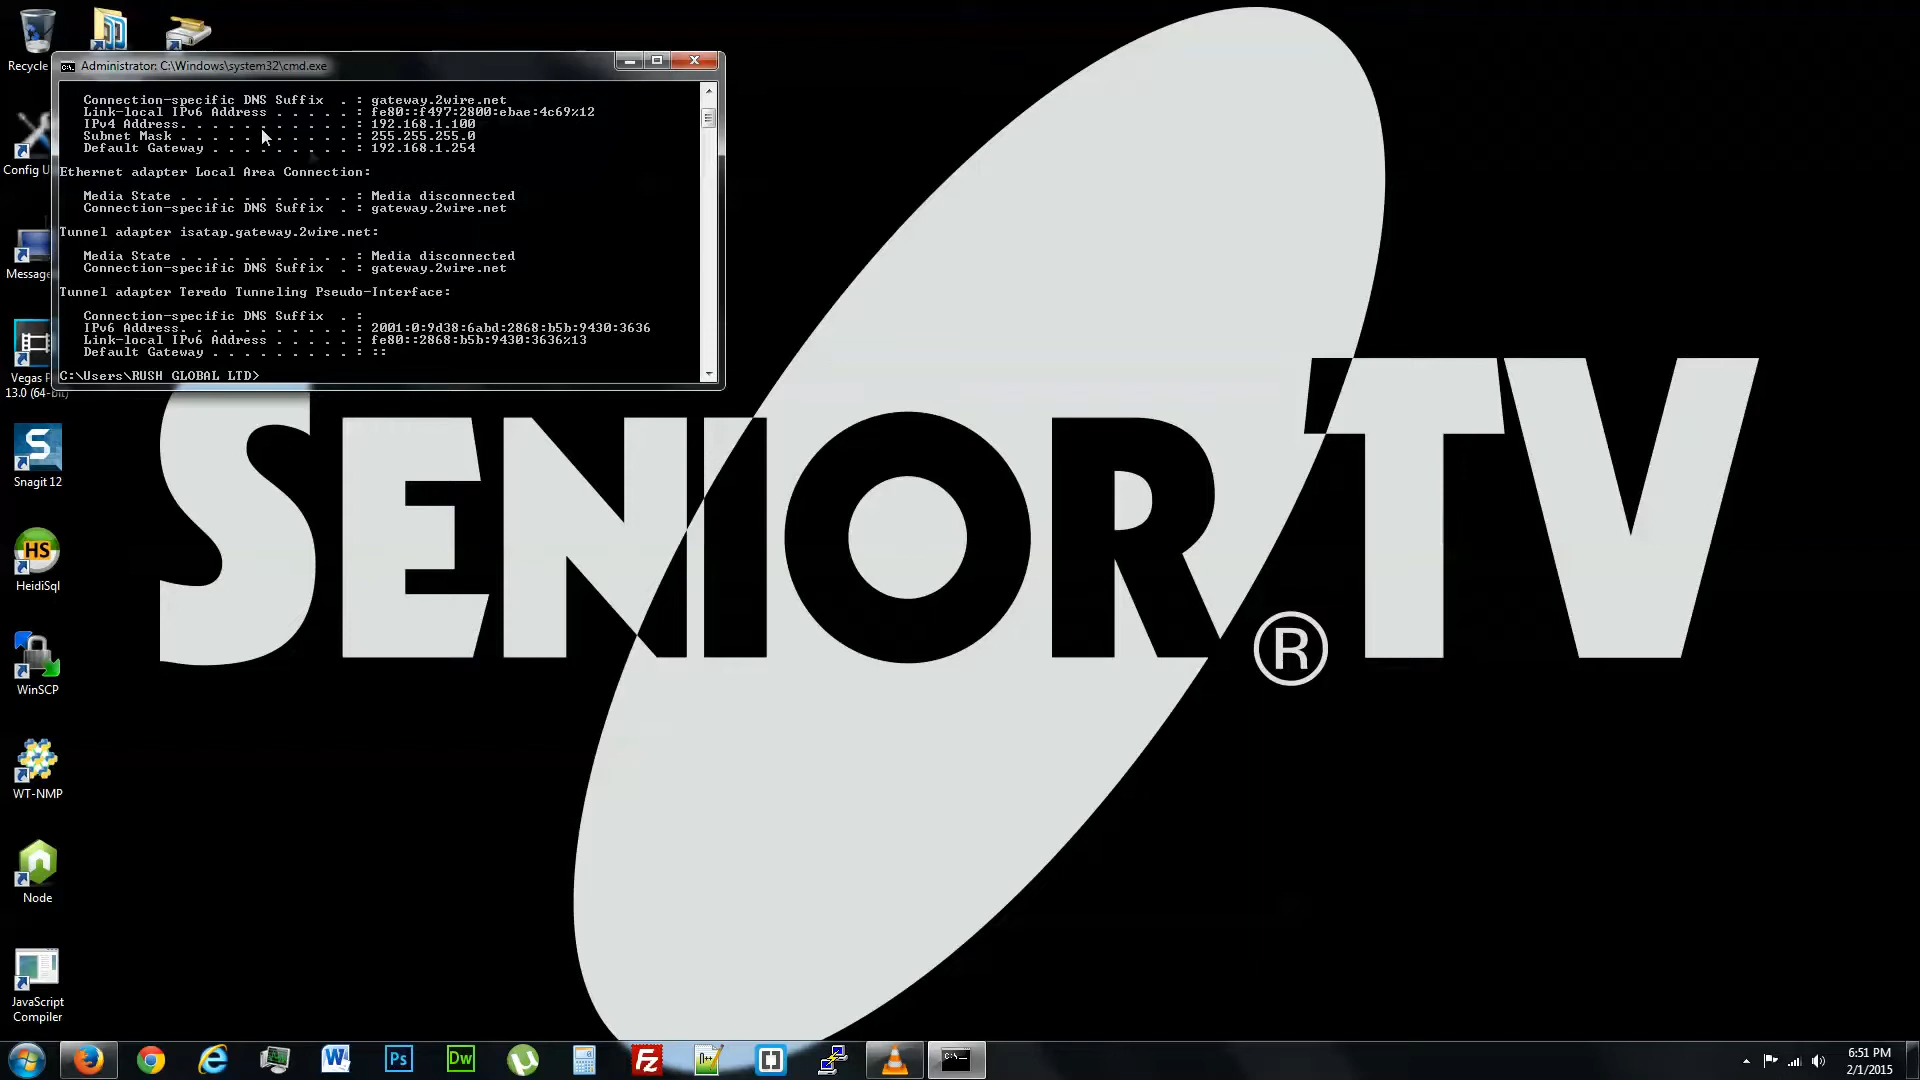 Recycle
Administrator: C:\Windows\system32\cmd.exe
Connection-specific DNS Suffix . : gateway.2wire.net
Link-local IPv6 Address . . . . . : fe80::f497:2800:ebae:4c69%12
IPv4 Address. . . . . . . . . . . : 192.168.1.100
Subnet Mask . . . . . . . . . . . : 255.255.255.0
Default Gateway . . . . . . . . . : 192.168.1.254
Ethernet adapter Local Area Connection:
Media State . . . . . . . . . . . : Media disconnected
Connection-specific DNS Suffix . : gateway.2wire.net
Tunnel adapter isatap.gateway.2wire.net:
Media State . . . . . . . . . . . : Media disconnected
Connection-specific DNS Suffix . : gateway.2wire.net
Tunnel adapter Teredo Tunneling Pseudo-Interface:
Connection-specific DNS Suffix . :
IPv6 Address. . . . . . . . . . . : 2001:0:9d38:6abd:2868:b5b:9430:3636
Link-local IPv6 Address . . . . . : fe80::2868:b5b:9430:3636%13
Default Gateway . . . . . . . . . : ::
C:\Users\RUSH GLOBAL LTD>
Config U
Message
Vegas P
13.0 (64-bit)
S
Snagit 12
HS
HeidiSql
WinSCP
WT-NMP
Node
JavaScript
Compiler
SENIOR TV
®
W
Ps
Dw
µ
Fz
C:\_
6:51 PM
2/1/2015